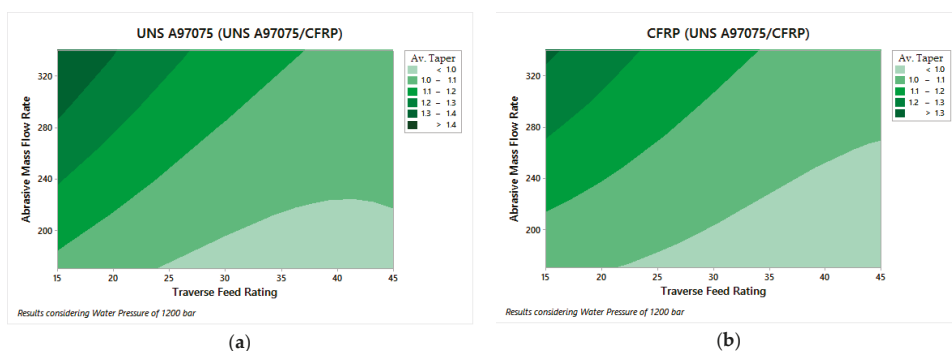 UNS A97075 (UNS A97075/CFRP)
Abrasive Mass Flow Rate
320
280
240
200
15 20 25 30 35 40 45
Traverse Feed Rating
Av. Taper
< 1.0
1.0 – 1.1
1.1 – 1.2
1.2 – 1.3
1.3 – 1.4
> 1.4
Results considering Water Pressure of 1200 bar
(a)
CFRP (UNS A97075/CFRP)
Abrasive Mass Flow Rate
320
280
240
200
15 20 25 30 35 40 45
Traverse Feed Rating
Av. Taper
< 1.0
1.0 – 1.1
1.1 – 1.2
1.2 – 1.3
> 1.3
Results considering Water Pressure of 1200 bar
(b)